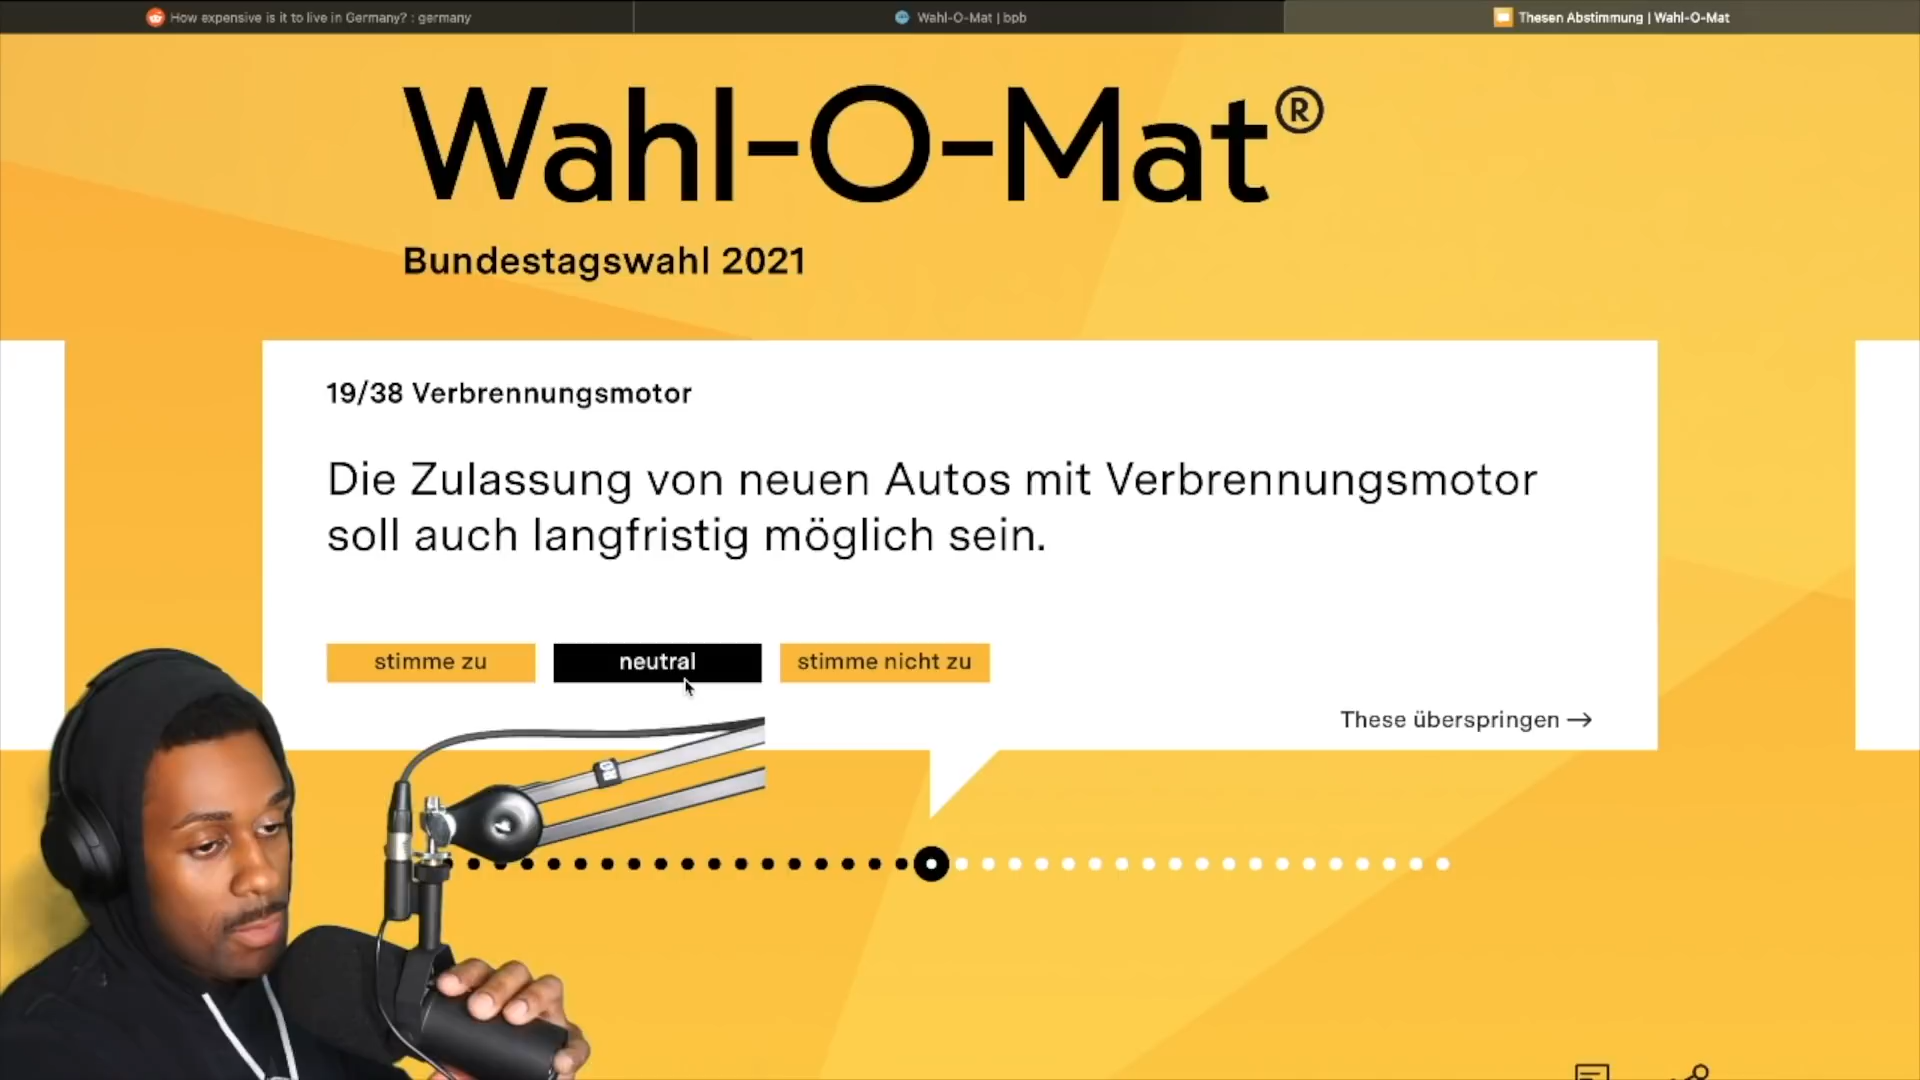 How expensive is it to live in Germany? : germany
Wahl-O-Mat | bpb
Thesen Abstimmung | Wahl-O-Mat
Wahl-O-Mat®
Bundestagswahl 2021
19/38 Verbrennungsmotor
Die Zulassung von neuen Autos mit Verbrennungsmotor
soll auch langfristig möglich sein.
stimme zu
neutral
stimme nicht zu
These überspringen →